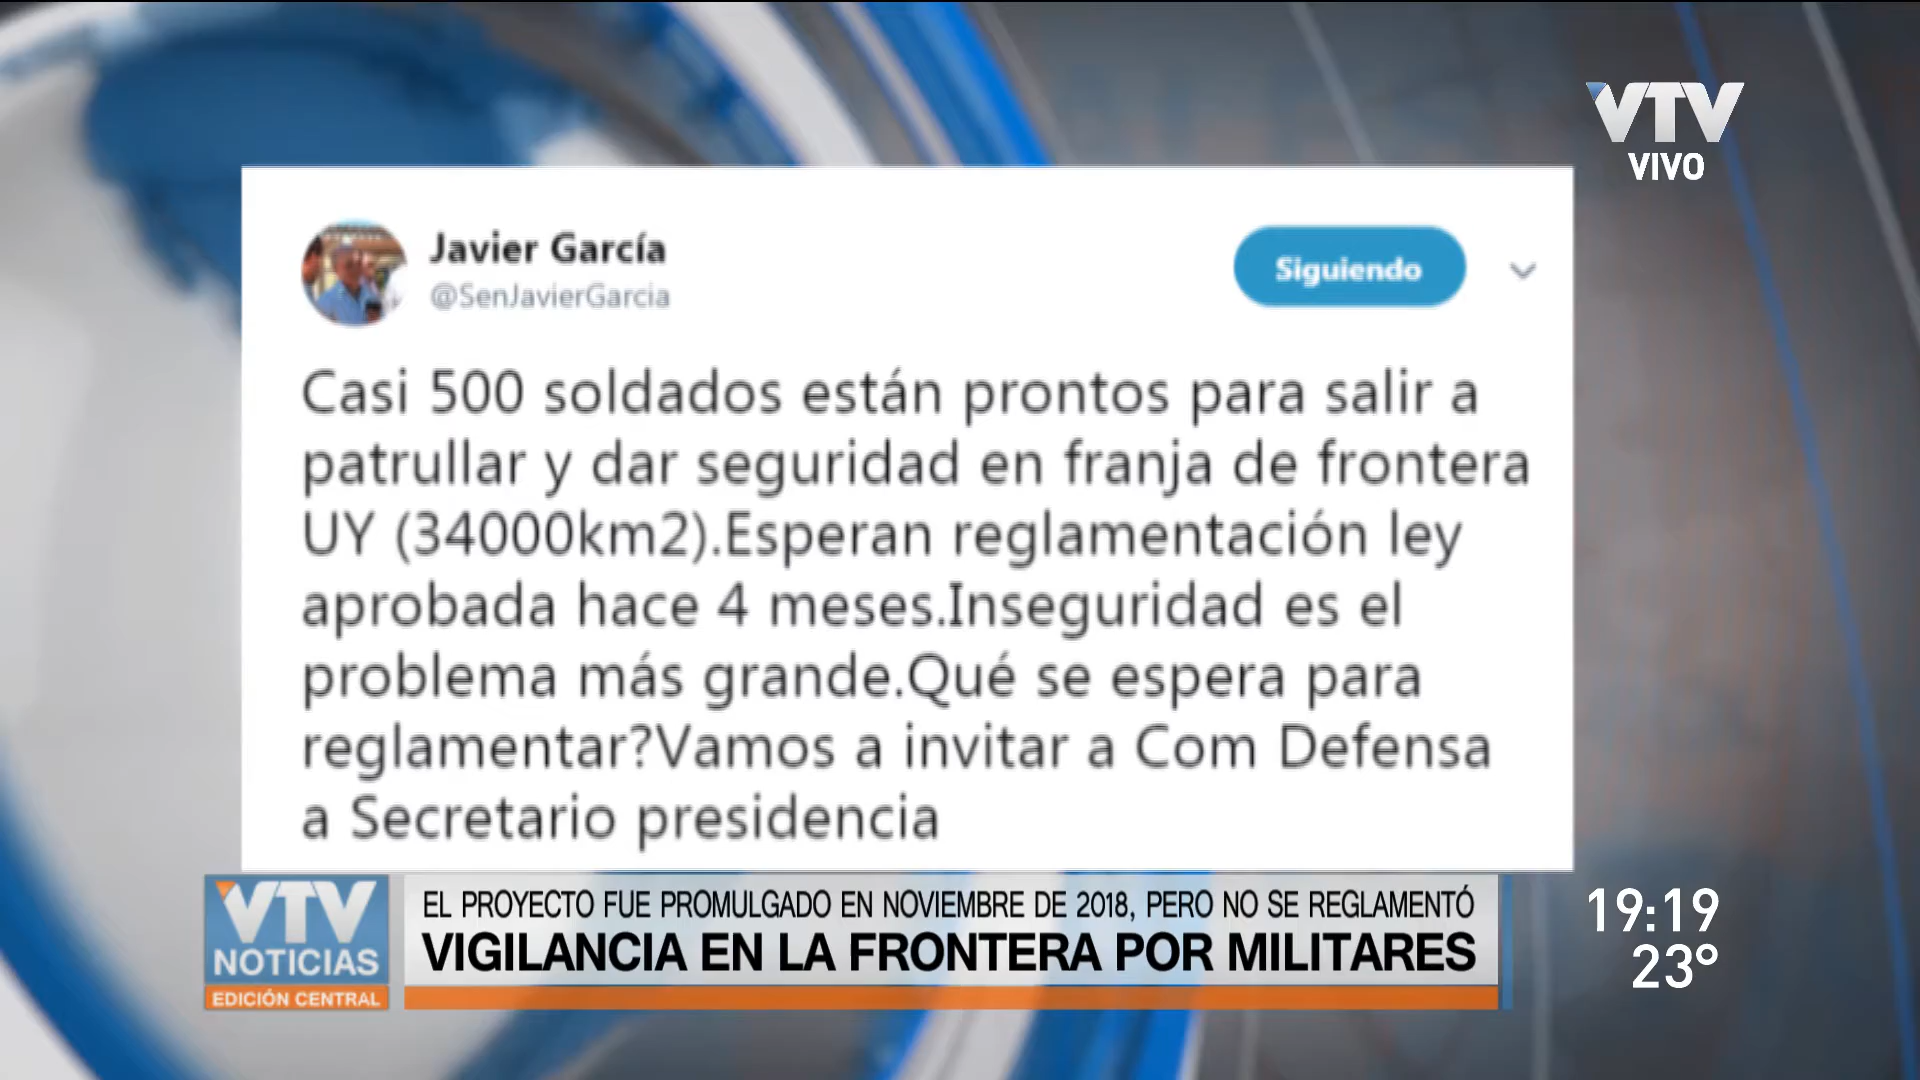 VTV
VIVO
Javier García
@SenJavierGarcia
Siguiendo
Casi 500 soldados están prontos para salir a
patrullar y dar seguridad en franja de frontera
UY (34000km2).Esperan reglamentación ley
aprobada hace 4 meses.Inseguridad es el
problema más grande.Qué se espera para
reglamentar?Vamos a invitar a Com Defensa
a Secretario presidencia
VTV
NOTICIAS
EDICIÓN CENTRAL
EL PROYECTO FUE PROMULGADO EN NOVIEMBRE DE 2018, PERO NO SE REGLAMENTÓ
VIGILANCIA EN LA FRONTERA POR MILITARES
19:19
23°